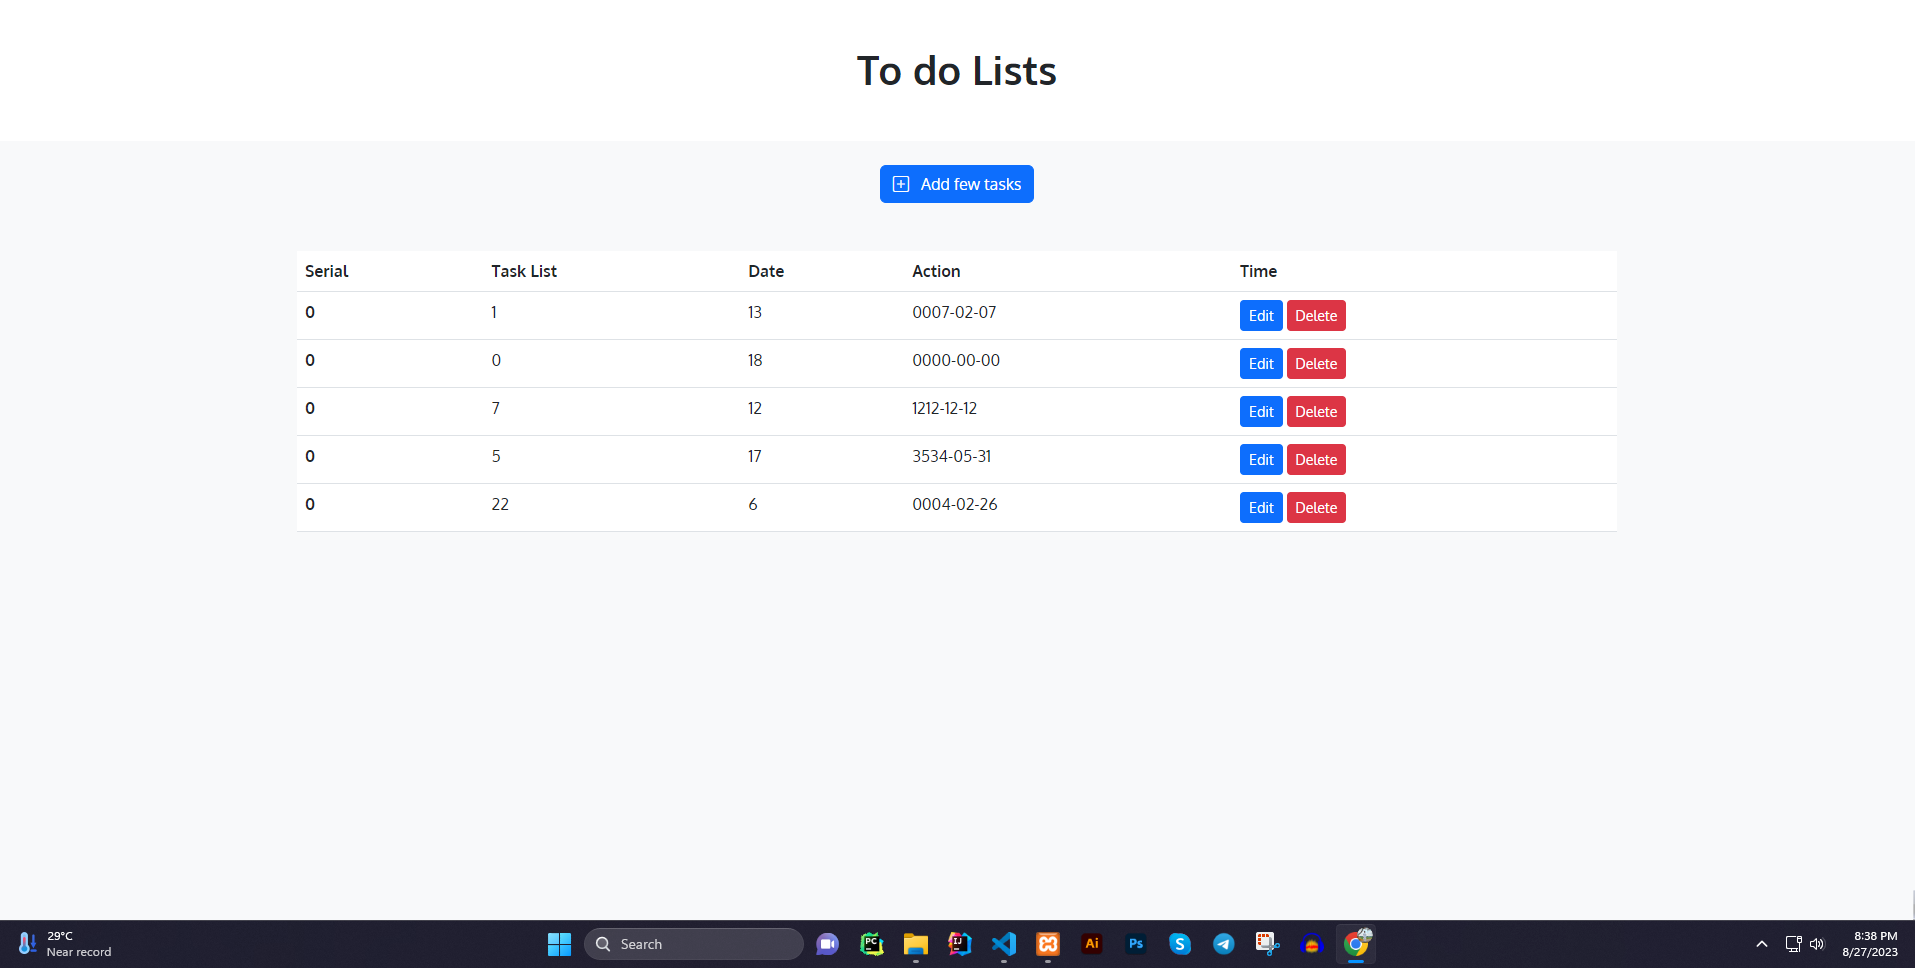 To do Lists
Add few tasks
Serial Task List Date Action Time
0 1 13 0007-02-07 Edit Delete
0 0 18 0000-00-00 Edit Delete
0 7 12 1212-12-12 Edit Delete
0 5 17 3534-05-31 Edit Delete
0 22 6 0004-02-26 Edit Delete
29°C
Near record
Search
PC
IJ
Ai
Ps
S
8:38 PM
8/27/2023